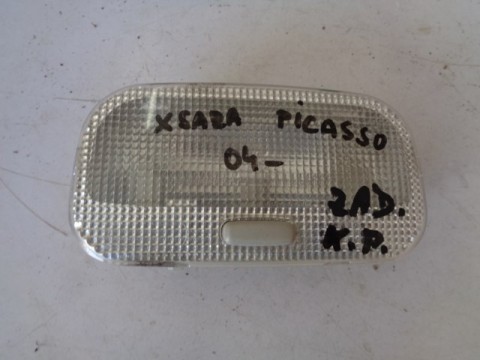 XSARA PICASSO
04-
ZAD.
K.P.